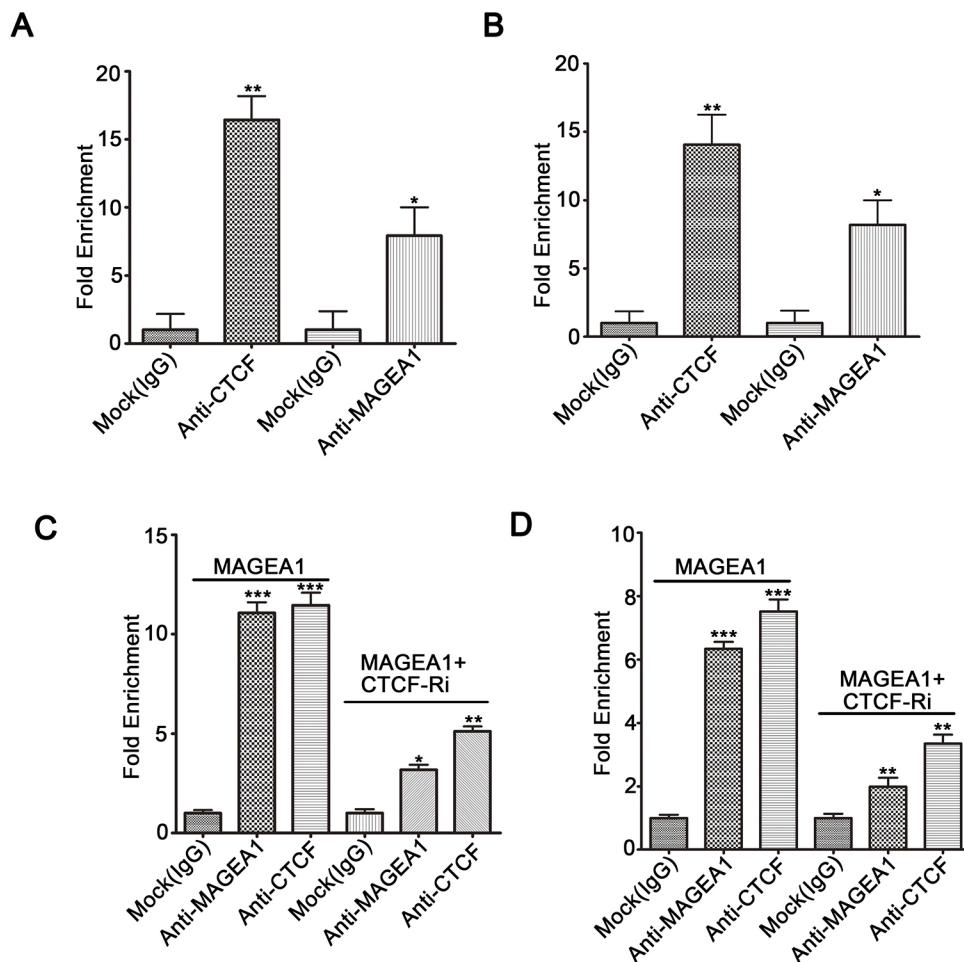 A
Fold Enrichment
20
15
10
5
0
**
*
Mock(IgG)
Anti-CTCF
Mock(IgG)
Anti-MAGEA1
B
Fold Enrichment
20
15
10
5
0
**
*
Mock(IgG)
Anti-CTCF
Mock(IgG)
Anti-MAGEA1
C
Fold Enrichment
15
10
5
0
MAGEA1
***
***
MAGEA1+
CTCF-Ri
*
**
Mock(IgG)
Anti-MAGEA1
Anti-CTCF
Mock(IgG)
Anti-MAGEA1
Anti-CTCF
D
Fold Enrichment
10
8
6
4
2
0
MAGEA1
***
***
MAGEA1+
CTCF-Ri
**
**
Mock(IgG)
Anti-MAGEA1
Anti-CTCF
Mock(IgG)
Anti-MAGEA1
Anti-CTCF